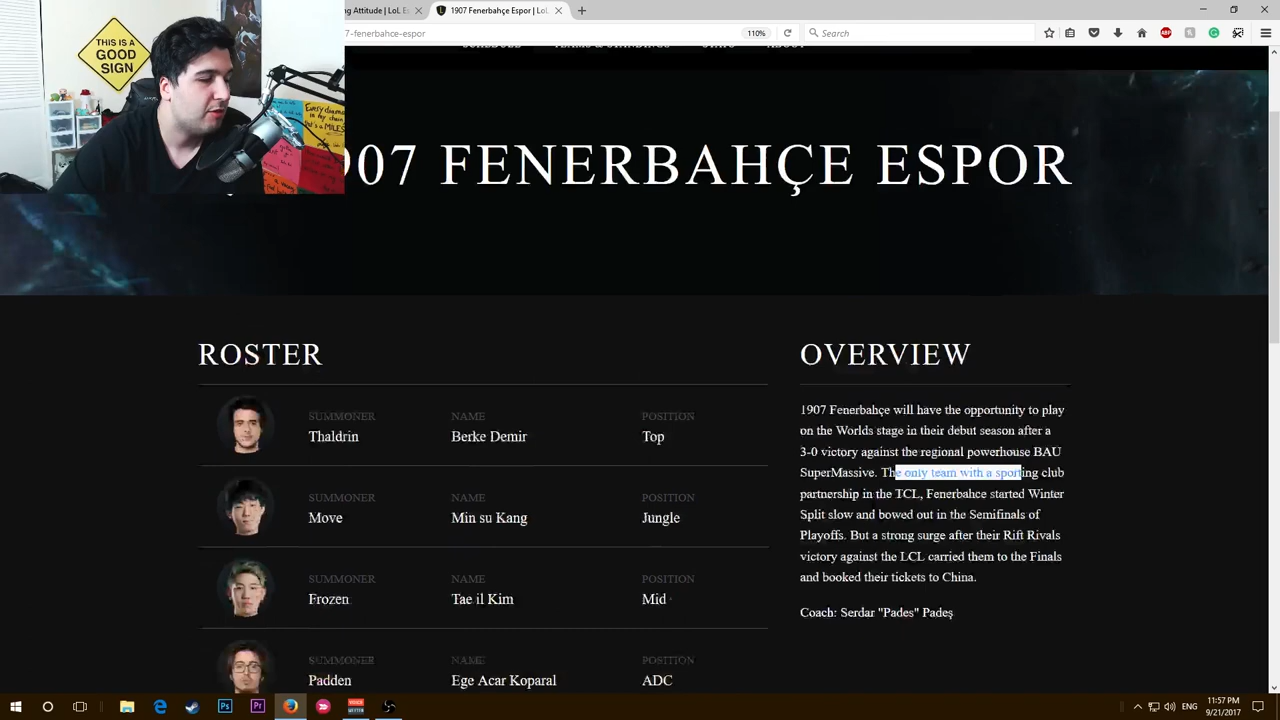 ng Attitude | LoL Es
1907 Fenerbahçe Espor | LoL
7-fenerbahce-espor
110%
Search
THIS IS A
GOOD
SIGN
907 FENERBAHÇE ESPOR
ROSTER
SUMMONER NAME POSITION
Thaldrin Berke Demir Top
SUMMONER NAME POSITION
Move Min su Kang Jungle
SUMMONER NAME POSITION
Frozen Tae il Kim Mid
SUMMONER NAME POSITION
Padden Ege Acar Koparal ADC
OVERVIEW
1907 Fenerbahçe will have the opportunity to play
on the Worlds stage in their debut season after a
3-0 victory against the regional powerhouse BAU
SuperMassive. The only team with a sporting club
partnership in the TCL, Fenerbahce started Winter
Split slow and bowed out in the Semifinals of
Playoffs. But a strong surge after their Rift Rivals
victory against the LCL carried them to the Finals
and booked their tickets to China.
Coach: Serdar "Pades" Padeş
ENG
11:57 PM
9/21/2017